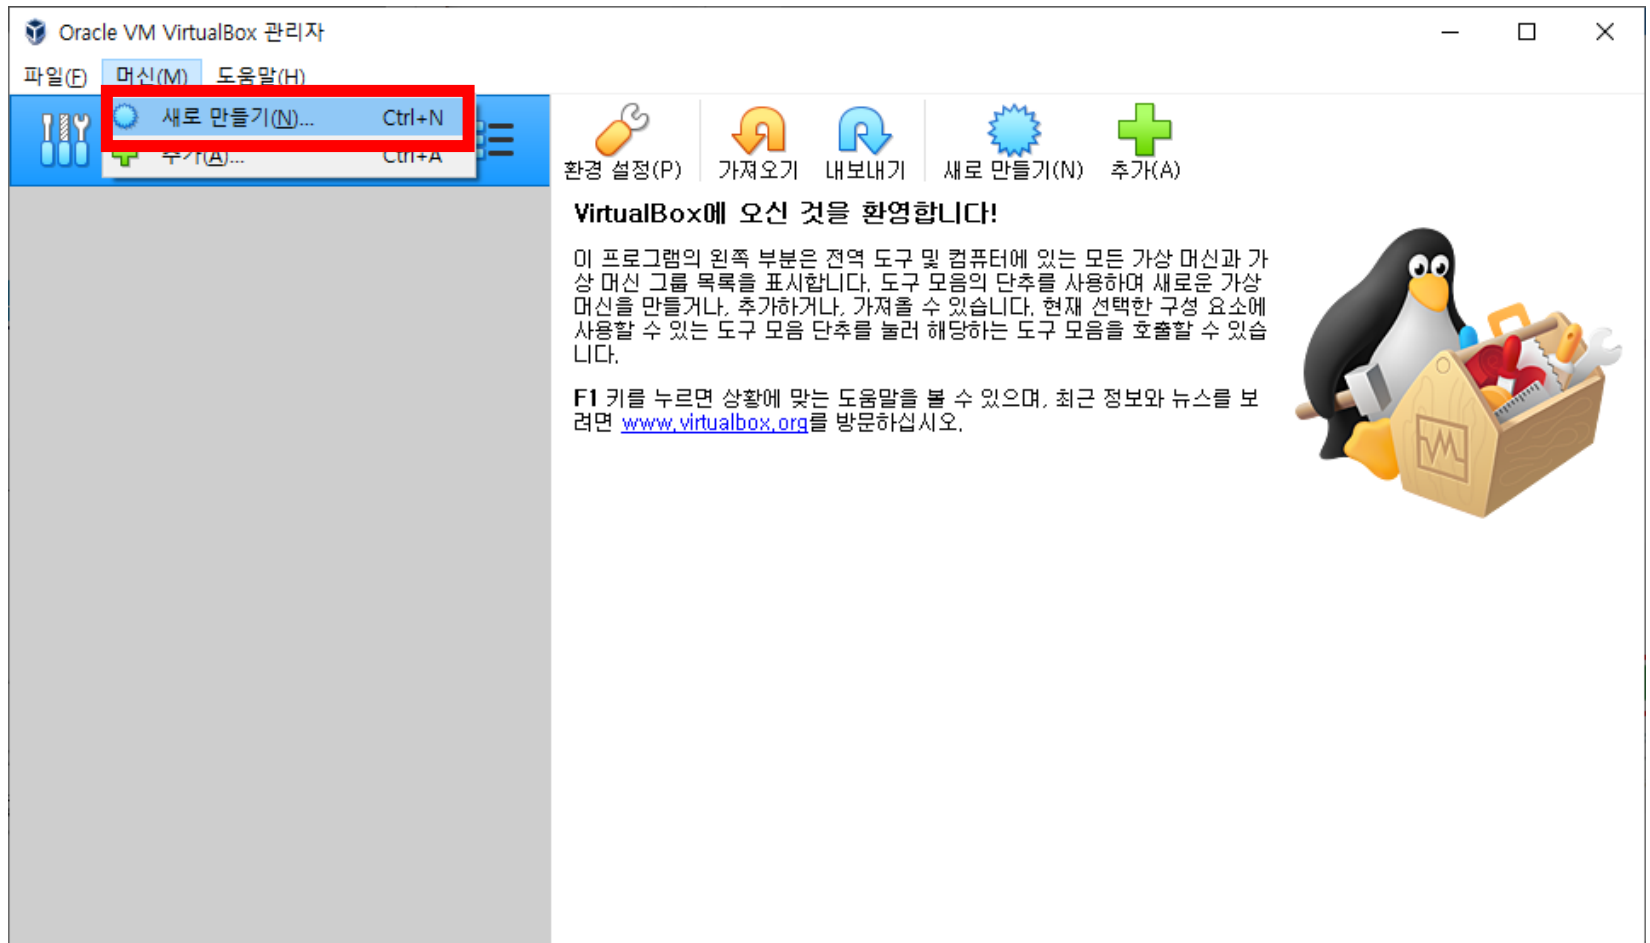 Oracle VM VirtualBox 관리자
파일(F) 머신(M) 도움말(H)
새로 만들기(N)... Ctrl+N
추가(A)... Ctrl+A
환경 설정(P) 가져오기 내보내기 새로 만들기(N) 추가(A)
VirtualBox에 오신 것을 환영합니다!
이 프로그램의 왼쪽 부분은 전역 도구 및 컴퓨터에 있는 모든 가상 머신과 가
상 머신 그룹 목록을 표시합니다. 도구 모음의 단추를 사용하여 새로운 가상
머신을 만들거나, 추가하거나, 가져올 수 있습니다. 현재 선택한 구성 요소에
사용할 수 있는 도구 모음 단추를 눌러 해당하는 도구 모음을 호출할 수 있습
니다.
F1 키를 누르면 상황에 맞는 도움말을 볼 수 있으며, 최근 정보와 뉴스를 보
려면 www.virtualbox.org를 방문하십시오.